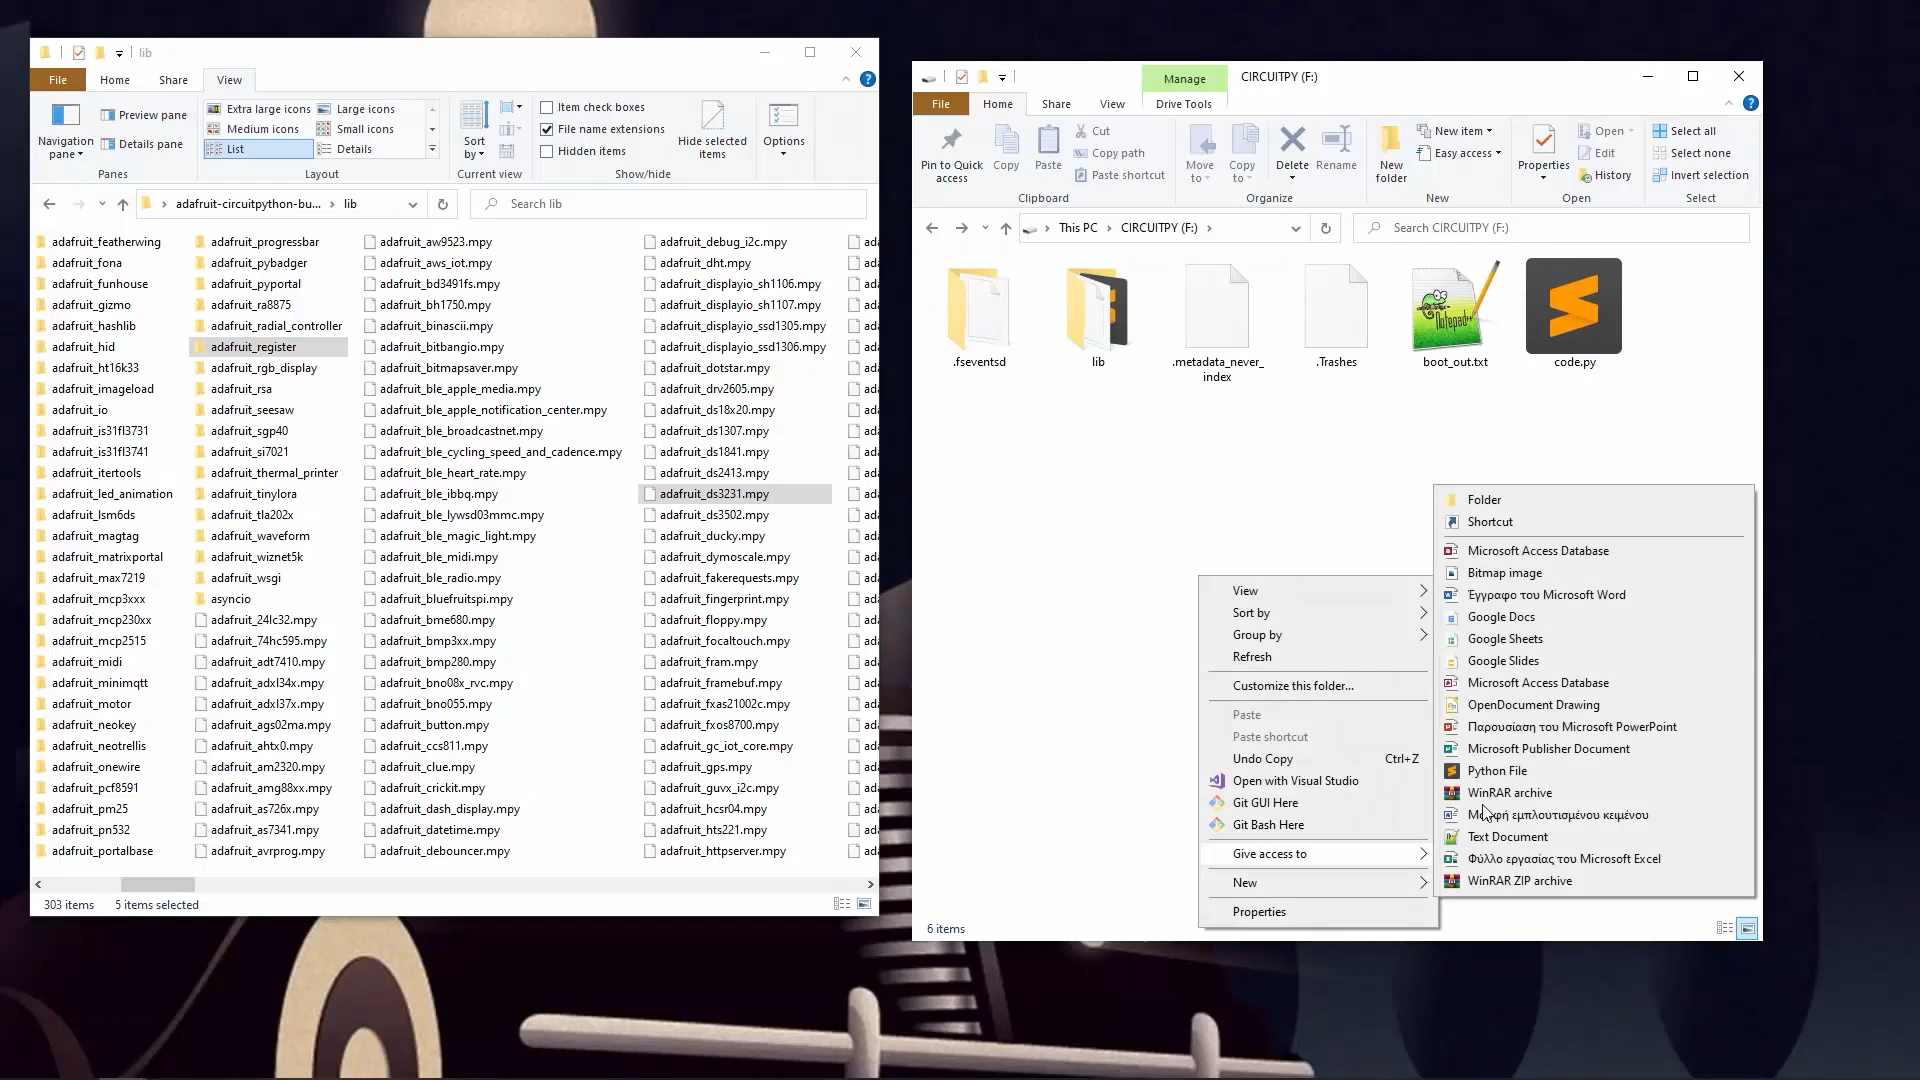 lib
File
Home
Share
View
Navigation pane
Preview pane
Details pane
Panes
Extra large icons
Large icons
Medium icons
Small icons
List
Details
Layout
Sort by
Current view
Item check boxes
File name extensions
Hidden items
Hide selected items
Show/hide
Options
adafruit-circuitpython-bu...
lib
Search lib
adafruit_featherwing
adafruit_fona
adafruit_funhouse
adafruit_gizmo
adafruit_hashlib
adafruit_hid
adafruit_ht16k33
adafruit_imageload
adafruit_io
adafruit_is31fl3731
adafruit_is31fl3741
adafruit_itertools
adafruit_led_animation
adafruit_lsm6ds
adafruit_magtag
adafruit_matrixportal
adafruit_max7219
adafruit_mcp3xxx
adafruit_mcp230xx
adafruit_mcp2515
adafruit_midi
adafruit_minimqtt
adafruit_motor
adafruit_neokey
adafruit_neotrellis
adafruit_onewire
adafruit_pcf8591
adafruit_pm25
adafruit_pn532
adafruit_portalbase
adafruit_progressbar
adafruit_pybadger
adafruit_pyportal
adafruit_ra8875
adafruit_radial_controller
adafruit_register
adafruit_rgb_display
adafruit_rsa
adafruit_seesaw
adafruit_sgp40
adafruit_si7021
adafruit_thermal_printer
adafruit_tinylora
adafruit_tla202x
adafruit_waveform
adafruit_wiznet5k
adafruit_wsgi
asyncio
adafruit_24lc32.mpy
adafruit_74hc595.mpy
adafruit_adt7410.mpy
adafruit_adxl34x.mpy
adafruit_adxl37x.mpy
adafruit_ags02ma.mpy
adafruit_ahtx0.mpy
adafruit_am2320.mpy
adafruit_amg88xx.mpy
adafruit_as726x.mpy
adafruit_as7341.mpy
adafruit_avrprog.mpy
adafruit_aw9523.mpy
adafruit_aws_iot.mpy
adafruit_bd3491fs.mpy
adafruit_bh1750.mpy
adafruit_binascii.mpy
adafruit_bitbangio.mpy
adafruit_bitmapsaver.mpy
adafruit_ble_apple_media.mpy
adafruit_ble_apple_notification_center.mpy
adafruit_ble_broadcastnet.mpy
adafruit_ble_cycling_speed_and_cadence.mpy
adafruit_ble_heart_rate.mpy
adafruit_ble_ibbq.mpy
adafruit_ble_lywsd03mmc.mpy
adafruit_ble_magic_light.mpy
adafruit_ble_midi.mpy
adafruit_ble_radio.mpy
adafruit_bluefruitspi.mpy
adafruit_bme680.mpy
adafruit_bmp3xx.mpy
adafruit_bmp280.mpy
adafruit_bno08x_rvc.mpy
adafruit_bno055.mpy
adafruit_button.mpy
adafruit_ccs811.mpy
adafruit_clue.mpy
adafruit_crickit.mpy
adafruit_dash_display.mpy
adafruit_datetime.mpy
adafruit_debouncer.mpy
adafruit_debug_i2c.mpy
adafruit_dht.mpy
adafruit_displayio_sh1106.mpy
adafruit_displayio_sh1107.mpy
adafruit_displayio_ssd1305.mpy
adafruit_displayio_ssd1306.mpy
adafruit_dotstar.mpy
adafruit_drv2605.mpy
adafruit_ds18x20.mpy
adafruit_ds1307.mpy
adafruit_ds1841.mpy
adafruit_ds2413.mpy
adafruit_ds3231.mpy
adafruit_ds3502.mpy
adafruit_ducky.mpy
adafruit_dymoscale.mpy
adafruit_fakerequests.mpy
adafruit_fingerprint.mpy
adafruit_floppy.mpy
adafruit_focaltouch.mpy
adafruit_fram.mpy
adafruit_framebuf.mpy
adafruit_fxas21002c.mpy
adafruit_fxos8700.mpy
adafruit_gc_iot_core.mpy
adafruit_gps.mpy
adafruit_guvx_i2c.mpy
adafruit_hcsr04.mpy
adafruit_hts221.mpy
adafruit_httpserver.mpy
303 items
5 items selected
Manage
CIRCUITPY (F:)
File
Home
Share
View
Drive Tools
Pin to Quick access
Copy
Paste
Cut
Copy path
Paste shortcut
Clipboard
Move to
Copy to
Delete
Rename
Organize
New folder
New item
Easy access
New
Properties
Open
Edit
History
Open
Select all
Select none
Invert selection
Select
This PC
CIRCUITPY (F:)
Search CIRCUITPY (F:)
.fseventsd
lib
.metadata_never_
index
.Trashes
Notepad++
boot_out.txt
code.py
View
Sort by
Group by
Refresh
Customize this folder...
Paste
Paste shortcut
Undo Copy Ctrl+Z
Open with Visual Studio
Git GUI Here
Git Bash Here
Give access to
New
Properties
Folder
Shortcut
Microsoft Access Database
Bitmap image
Έγγραφο του Microsoft Word
Google Docs
Google Sheets
Google Slides
Microsoft Access Database
OpenDocument Drawing
Παρουσίαση του Microsoft PowerPoint
Microsoft Publisher Document
Python File
WinRAR archive
εμπλουτισμένου κειμένου
Text Document
Φύλλο εργασίας του Microsoft Excel
WinRAR ZIP archive
6 items